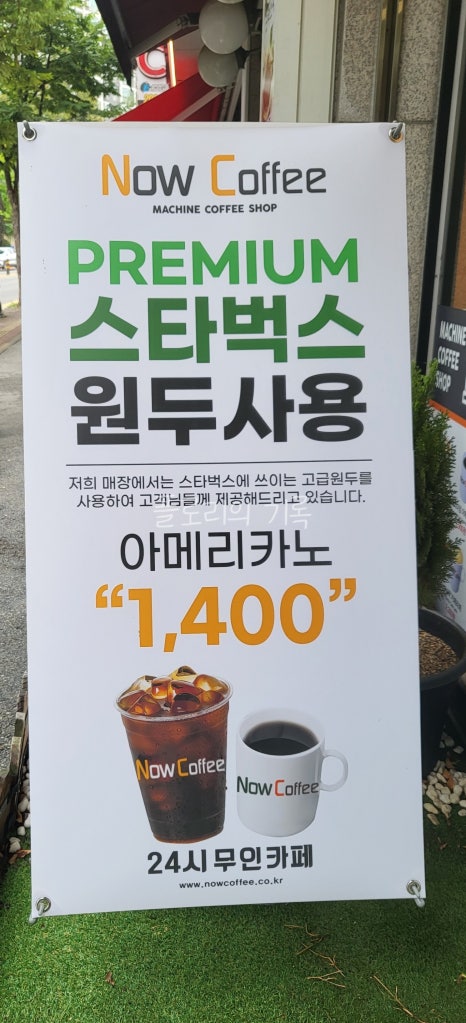 Now Coffee
MACHINE COFFEE SHOP
PREMIUM
스타벅스
원두사용
저희 매장에서는 스타벅스에 쓰이는 고급원두를
사용하여 고객님들께 제공해드리고 있습니다.
아메리카노
“1,400”
Now Coffee
Now Coffee
24시 무인카페
www.nowcoffee.co.kr
MACHINE
COFFEE
SHOP